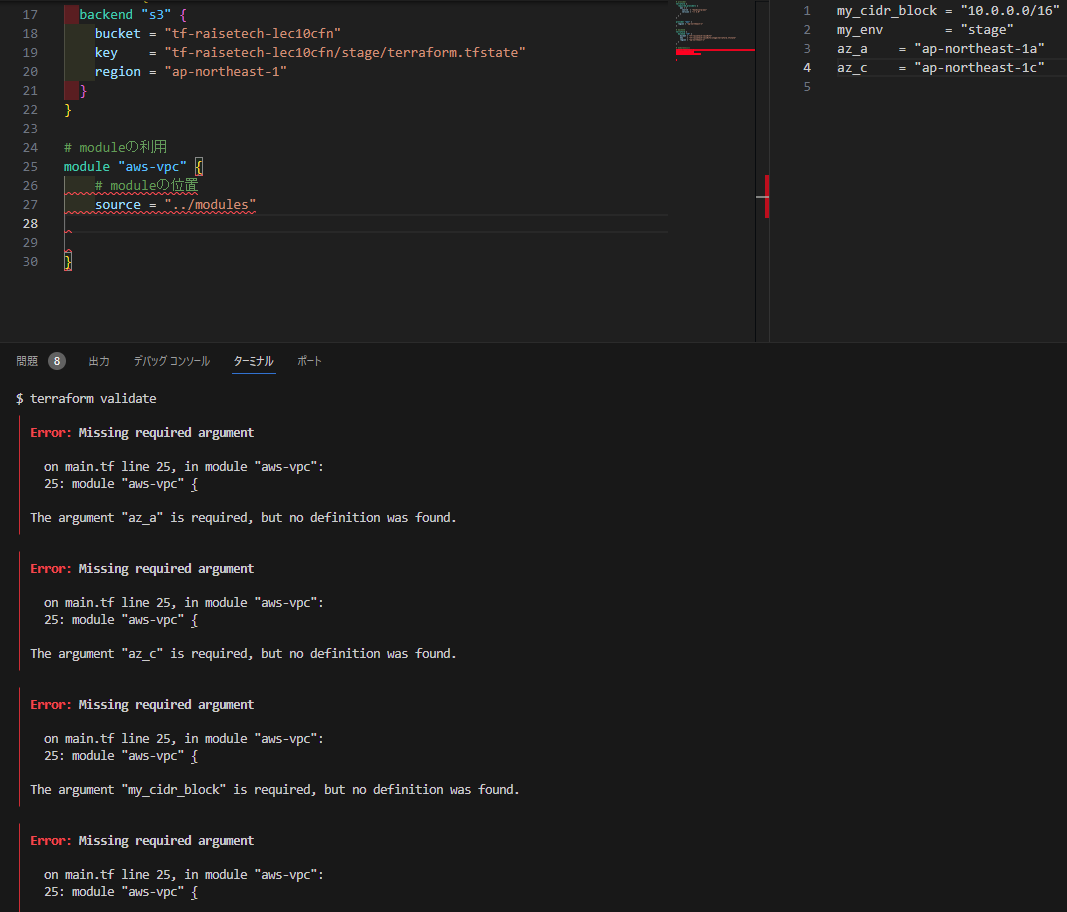 17 backend "s3" {
18 bucket = "tf-raisetech-lec10cfn"
19 key = "tf-raisetech-lec10cfn/stage/terraform.tfstate"
20 region = "ap-northeast-1"
21 }
22 }
23
24 # moduleの利用
25 module "aws-vpc" {
26 # moduleの位置
27 source = "../modules"
28
29
30 }
1 my_cidr_block = "10.0.0.0/16"
2 my_env = "stage"
3 az_a = "ap-northeast-1a"
4 az_c = "ap-northeast-1c"
5
問題 8 出力 デバッグ コンソール ターミナル ポート
$ terraform validate
Error: Missing required argument
on main.tf line 25, in module "aws-vpc":
25: module "aws-vpc" {
The argument "az_a" is required, but no definition was found.
Error: Missing required argument
on main.tf line 25, in module "aws-vpc":
25: module "aws-vpc" {
The argument "az_c" is required, but no definition was found.
Error: Missing required argument
on main.tf line 25, in module "aws-vpc":
25: module "aws-vpc" {
The argument "my_cidr_block" is required, but no definition was found.
Error: Missing required argument
on main.tf line 25, in module "aws-vpc":
25: module "aws-vpc" {